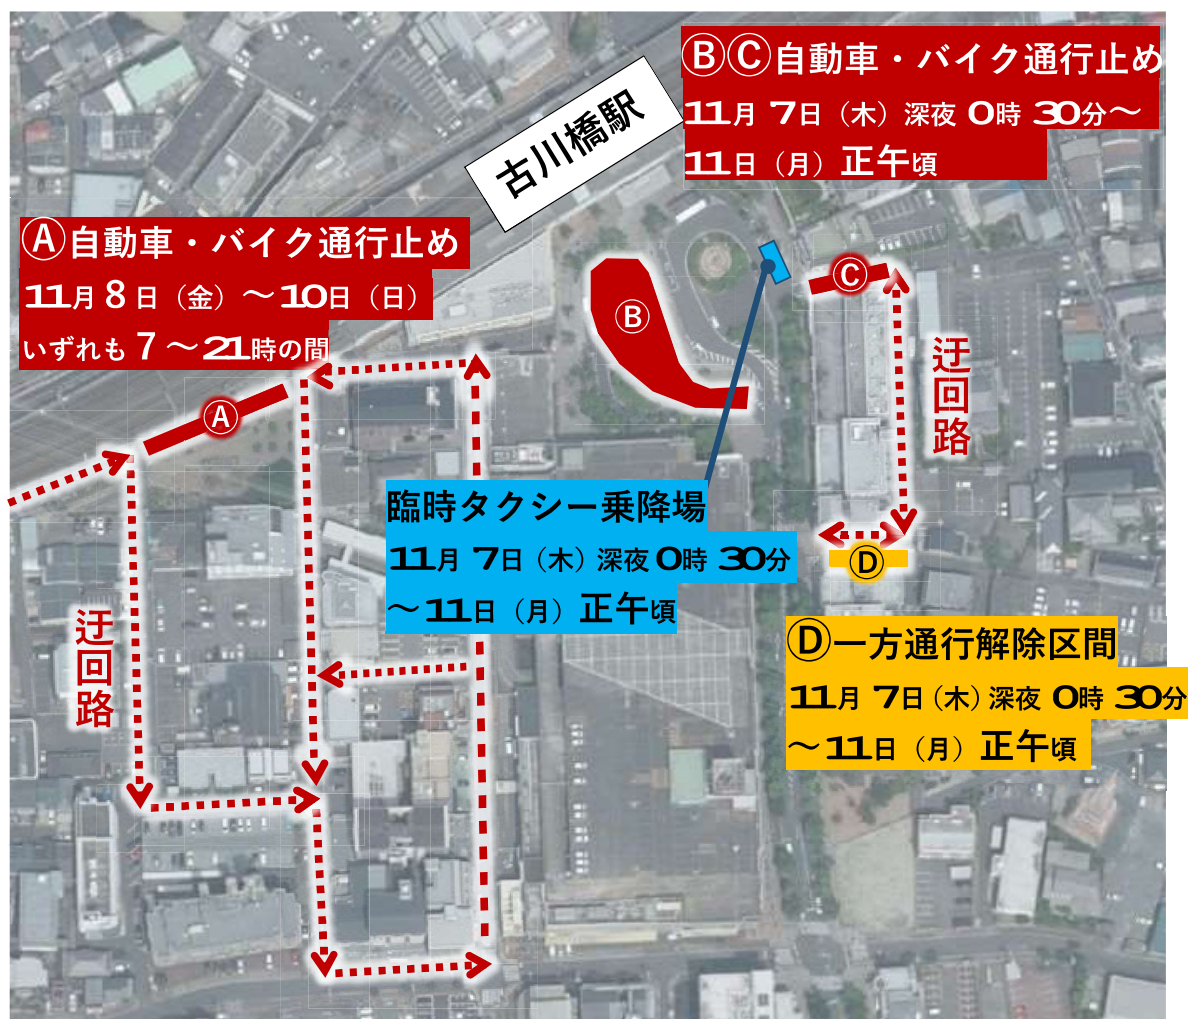 ⒷⒸ自動車・バイク通行止め
11月 7日（木）深夜 0時 30分～
11日（月）正午頃
古川橋駅
Ⓐ自動車・バイク通行止め
11月 8 日（金）～10日（日）
いずれも 7 ～21時の間
Ⓒ
Ⓑ
Ⓐ
迂回路
臨時タクシー乗降場
11月 7日（木）深夜 0時 30分
～11日（月）正午頃
Ⓓ
迂回路
Ⓓ一方通行解除区間
11月 7日（木）深夜 0時 30分
～11日（月）正午頃